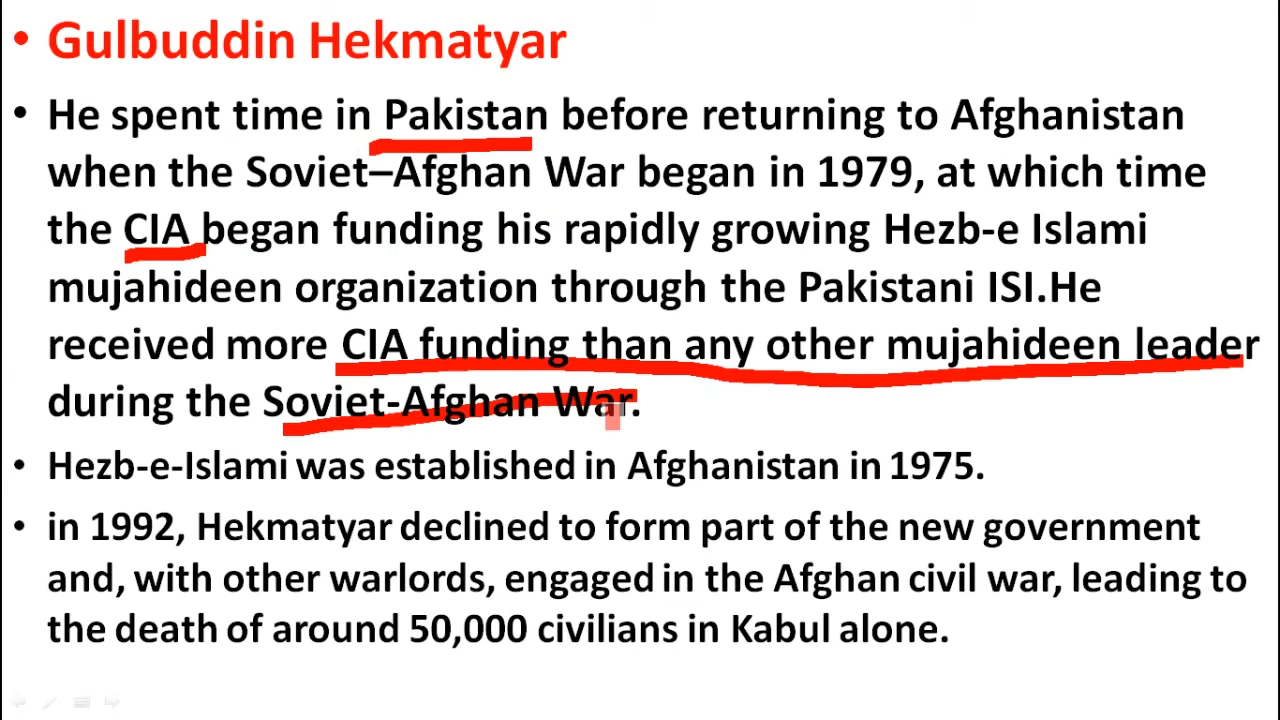 • Gulbuddin Hekmatyar
• He spent time in Pakistan before returning to Afghanistan
when the Soviet–Afghan War began in 1979, at which time
the CIA began funding his rapidly growing Hezb-e Islami
mujahideen organization through the Pakistani ISI.He
received more CIA funding than any other mujahideen leader
during the Soviet-Afghan War.
• Hezb-e-Islami was established in Afghanistan in 1975.
• in 1992, Hekmatyar declined to form part of the new government
and, with other warlords, engaged in the Afghan civil war, leading to
the death of around 50,000 civilians in Kabul alone.